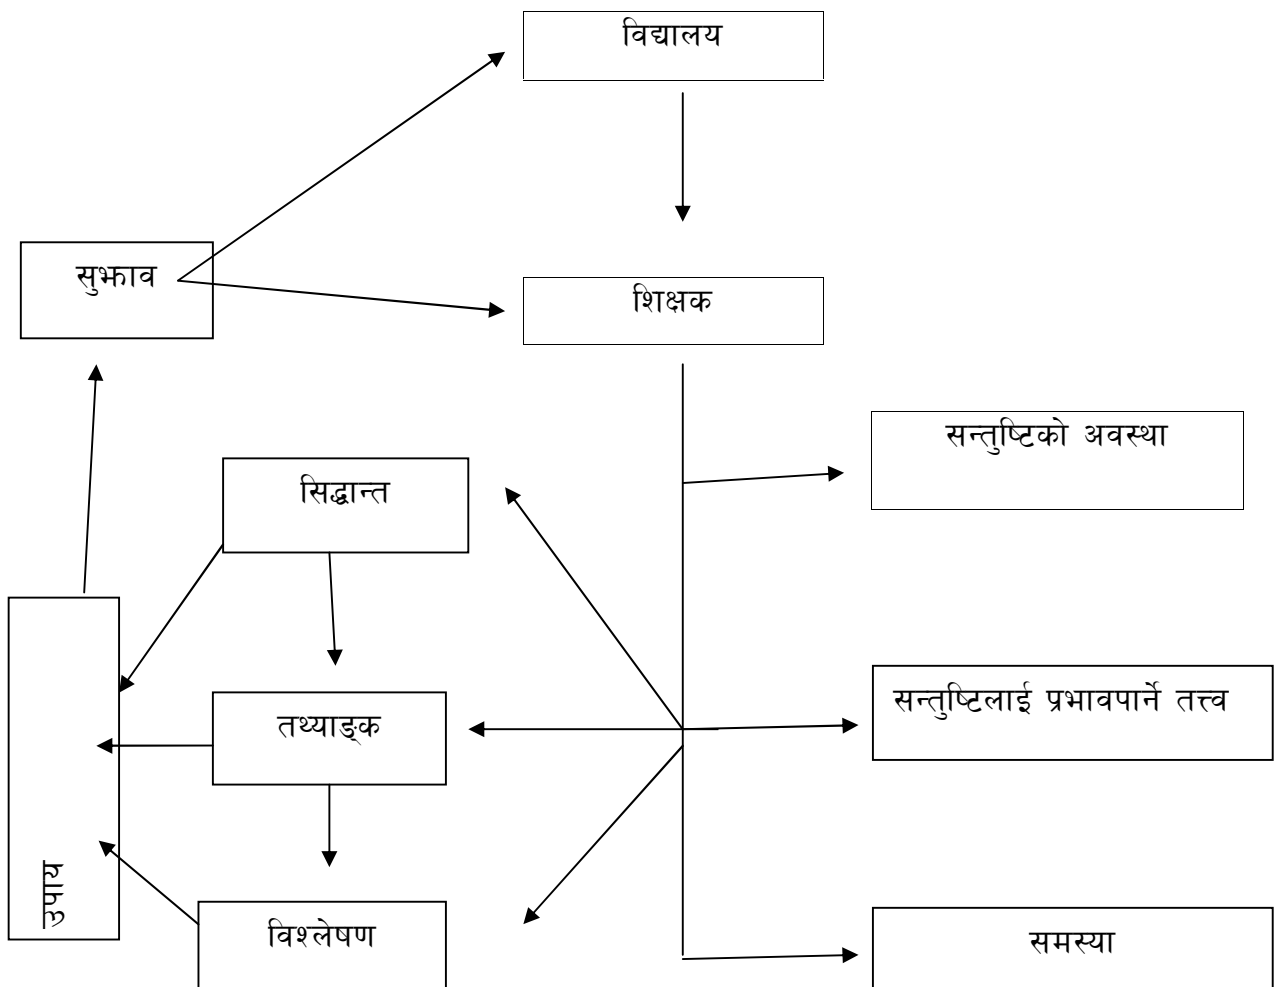 विद्यालय
सुझाव
शिक्षक
सन्तुष्टिको अवस्था
सिद्धान्त
सन्तुष्टिलाई प्रभावपार्ने तत्त्व
तथ्याङ्क
उपाय
विश्लेषण
समस्या